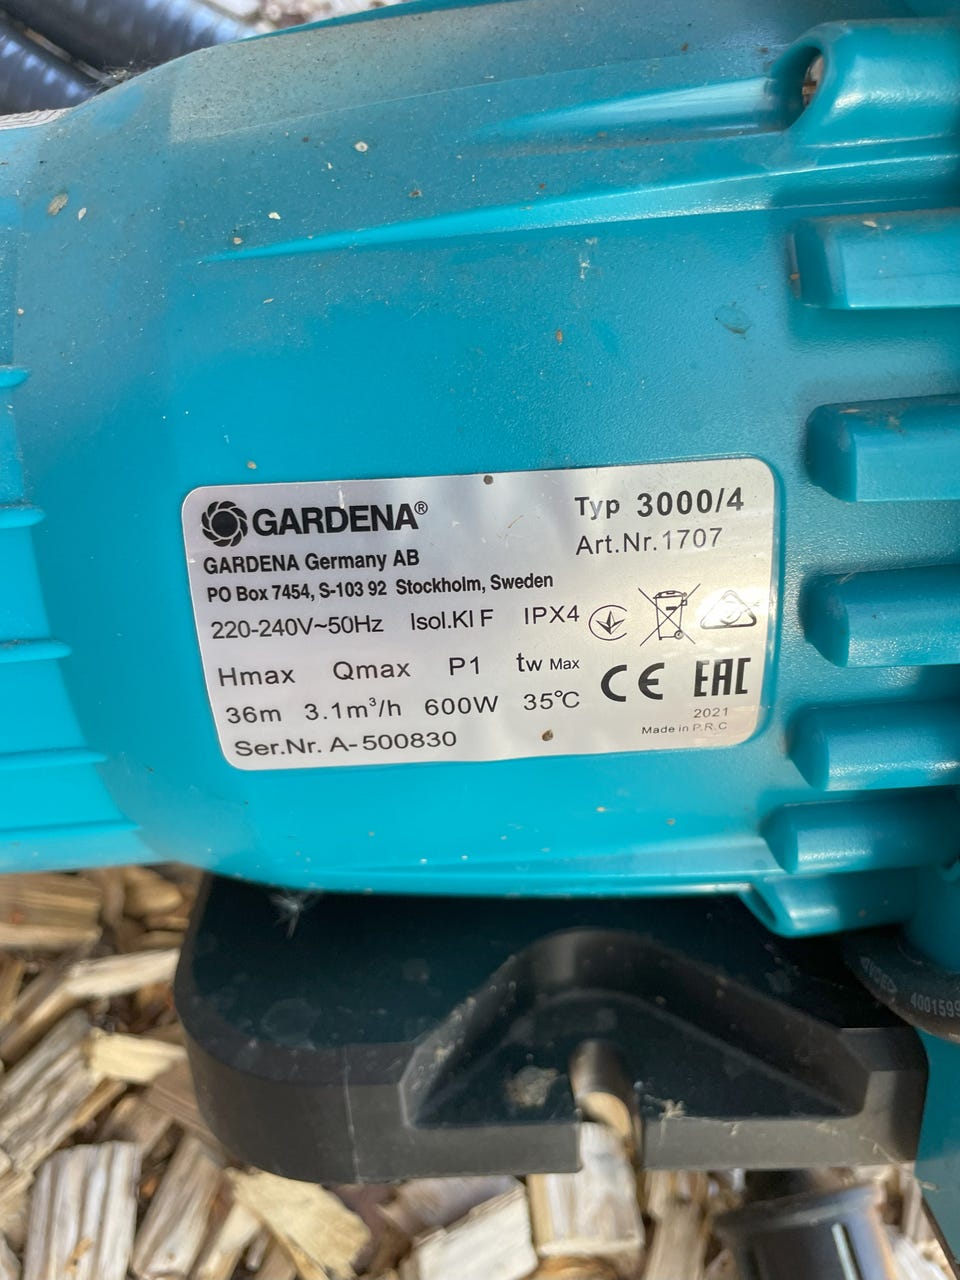 GARDENA®
Typ 3000/4
GARDENA Germany AB
Art.Nr.1707
PO Box 7454, S-103 92 Stockholm, Sweden
220-240V~50Hz Isol.Kl F IPX4
Hmax Qmax P1 tw Max
CE EAC
36m 3.1m³/h 600W 35°C
2021
Made in P.R.C
Ser.Nr. A-500830
400159